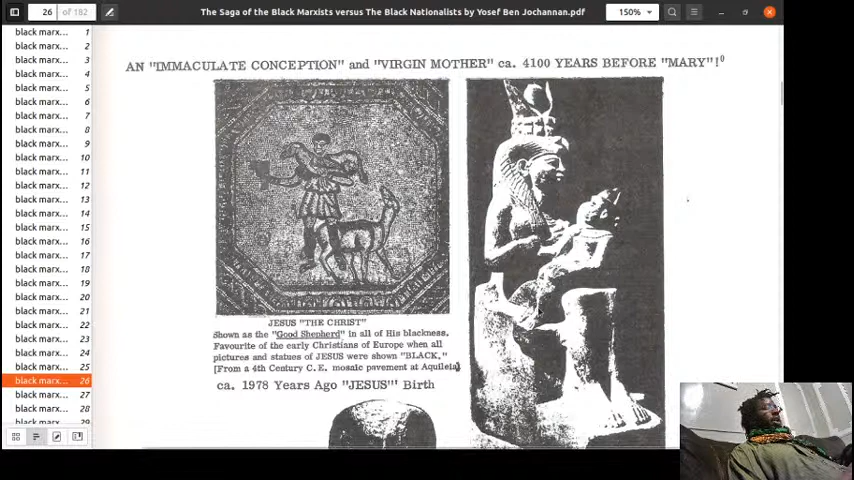 26 of 182
The Saga of the Black Marxists versus The Black Nationalists by Yosef Ben Jochannan.pdf
150%
black marx... 1
black marx... 2
black marx... 3
black marx... 4
black marx... 5
black marx... 6
black marx... 7
black marx... 8
black marx... 9
black marx... 10
black marx... 11
black marx... 12
black marx... 13
black marx... 14
black marx... 15
black marx... 16
black marx... 17
black marx... 18
black marx... 19
black marx... 20
black marx... 21
black marx... 22
black marx... 23
black marx... 24
black marx... 25
black marx... 26
black marx... 27
black marx... 28
black marx... 29
AN "IMMACULATE CONCEPTION" and "VIRGIN MOTHER" ca. 4100 YEARS BEFORE "MARY"!
JESUS "THE CHRIST"
Shown as the "Good Shepherd" in all of His blackness.
Favourite of the early Christians of Europe when all
pictures and statues of JESUS were shown "BLACK."
[From a 4th Century C.E. mosaic pavement at Aquileia]
ca. 1978 Years Ago "JESUS'" Birth